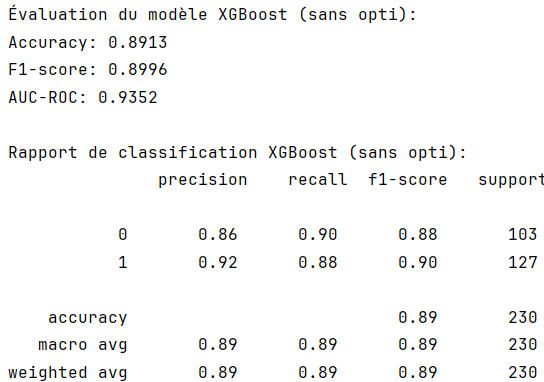 Évaluation du modèle XGBoost (sans opti):
Accuracy: 0.8913
F1-score: 0.8996
AUC-ROC: 0.9352
Rapport de classification XGBoost (sans opti):
precision recall f1-score support
0 0.86 0.90 0.88 103
1 0.92 0.88 0.90 127
accuracy 0.89 230
macro avg 0.89 0.89 0.89 230
weighted avg 0.89 0.89 0.89 230